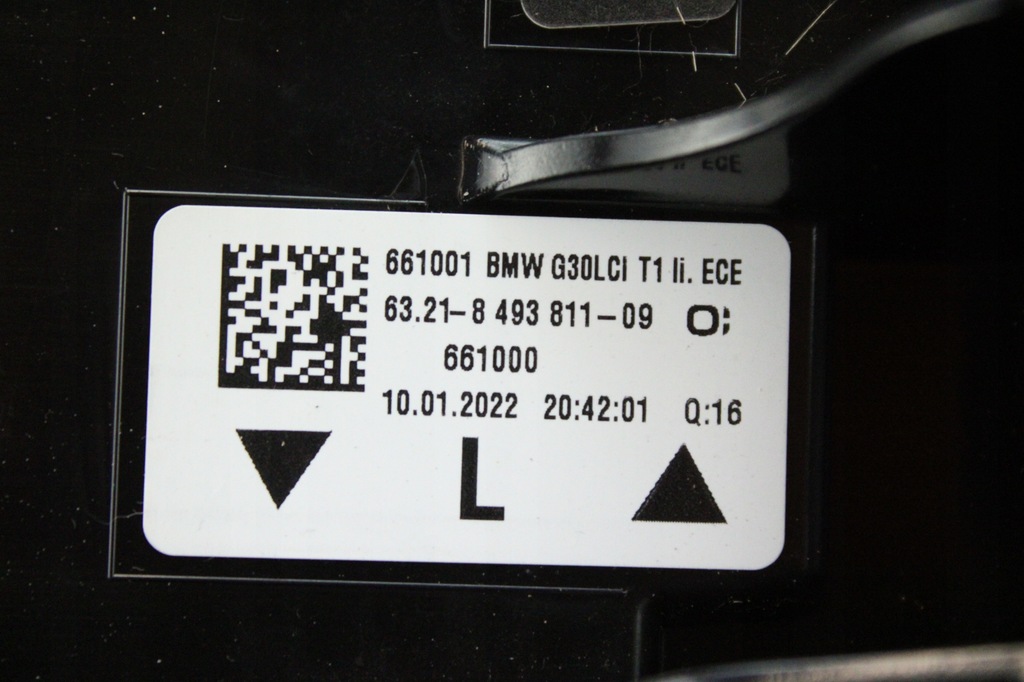 661001 BMW G30LCI T1 li. ECE
63.21-8 493 811-09
661000
10.01.2022 20:42:01 Q:16
L
ECE